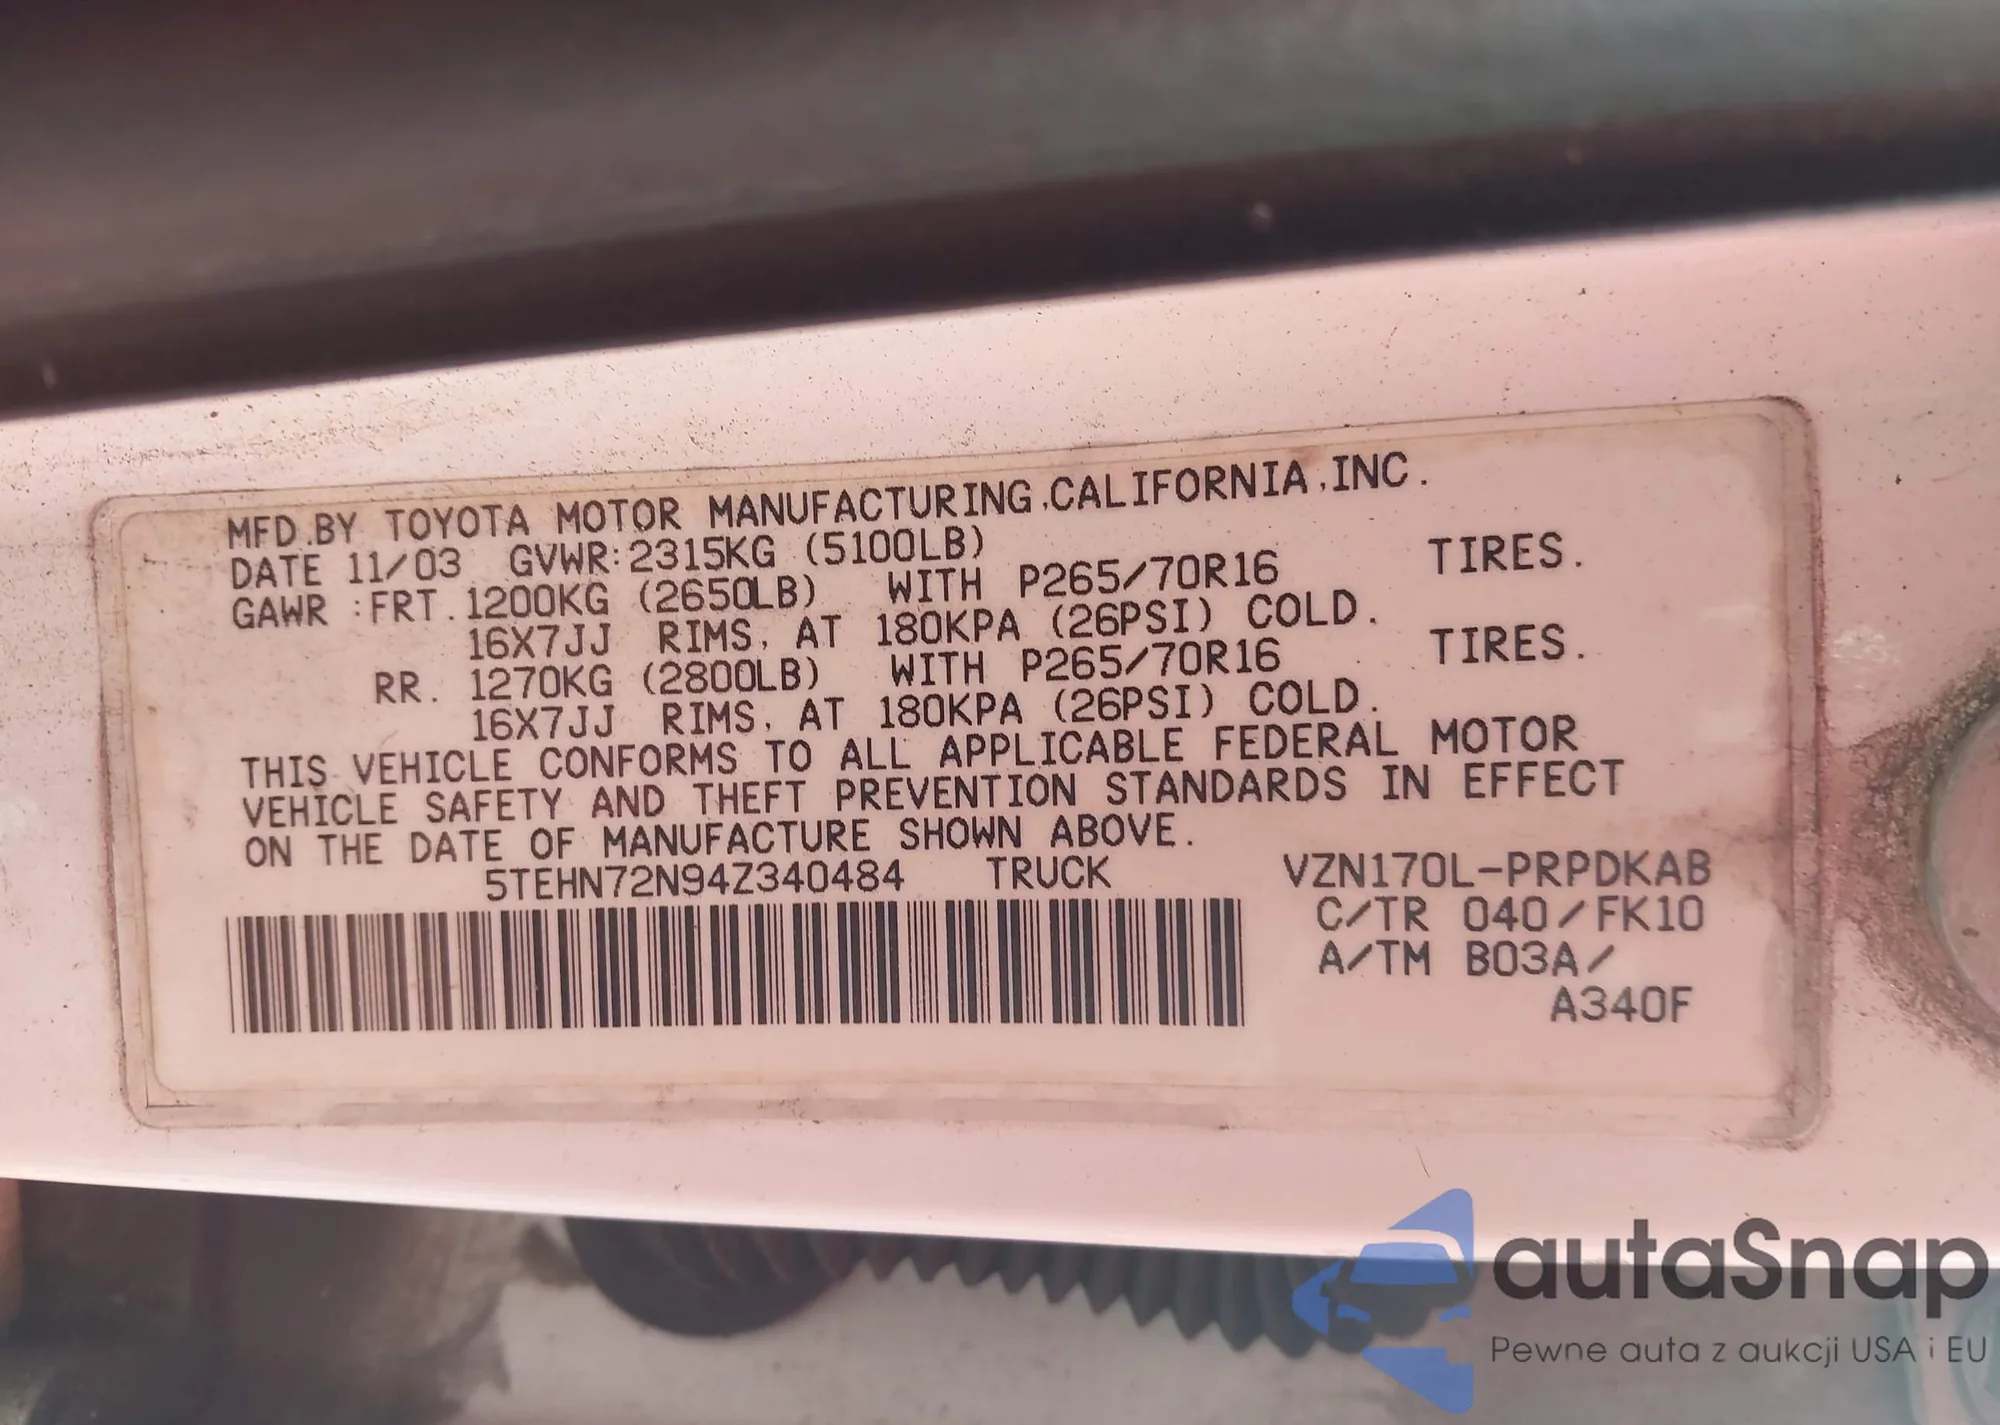 MFD.BY TOYOTA MOTOR MANUFACTURING,CALIFORNIA,INC.
DATE 11/03 GVWR:2315KG (5100LB)
GAWR :FRT.1200KG (2650LB) WITH P265/70R16 TIRES.
16X7JJ RIMS, AT 180KPA (26PSI) COLD.
RR. 1270KG (2800LB) WITH P265/70R16 TIRES.
16X7JJ RIMS, AT 180KPA (26PSI) COLD.
THIS VEHICLE CONFORMS TO ALL APPLICABLE FEDERAL MOTOR
VEHICLE SAFETY AND THEFT PREVENTION STANDARDS IN EFFECT
ON THE DATE OF MANUFACTURE SHOWN ABOVE.
5TEHN72N94Z340484 TRUCK VZN170L-PRPDKAB
C/TR 040/FK10
A/TM B03A/
A340F
autaSnap
Pewne auta z aukcji USA i EU